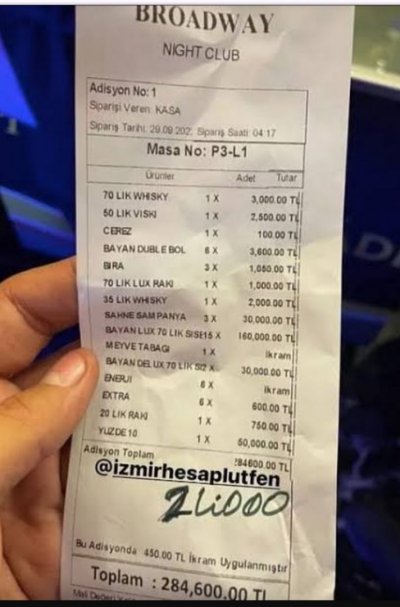 BROADWAY
NIGHT CLUB
Adisyon No: 1
Siparişi Veren: KASA
Sipariş Tarihi: 29.09.202 Sipariş Saati: 04 17
Masa No: P3-L1
Ürünler Adet Tutar
70 LIK WHISKY 1 X 3,000.00 TL
50 LIK VISKI 1 X 2,500.00 TL
CEREZ 1 X 100.00 TL
BAYAN DUBLE BOL 6 X 3,600.00 TL
BIRA 3 X 1,050.00 TL
70 LIK LUX RAKI 1 X 1,000.00 TL
35 LIK WHISKY 1 X 2,000.00 TL
SAHNE SAMPANYA 3 X 30,000.00 TL
BAYAN LUX 70 LIK SISE15 X 160,000.00 TL
MEYVE TABAGI 1 X Ikram
BAYAN DELUX 70 LIK SI2 X 30,000.00 TL
ENERJI 6 X Ikram
EXTRA 6 X 600.00 TL
20 LIK RAKI 1 X 750.00 TL
YUZDE10 1 X 50,000.00 TL
Adisyon Toplam 284600.00 TL
@izmirhesaplutfen
Bu Adisyonda 450.00 TL İkram Uygulanmıştır
Toplam : 284,600.00 TL